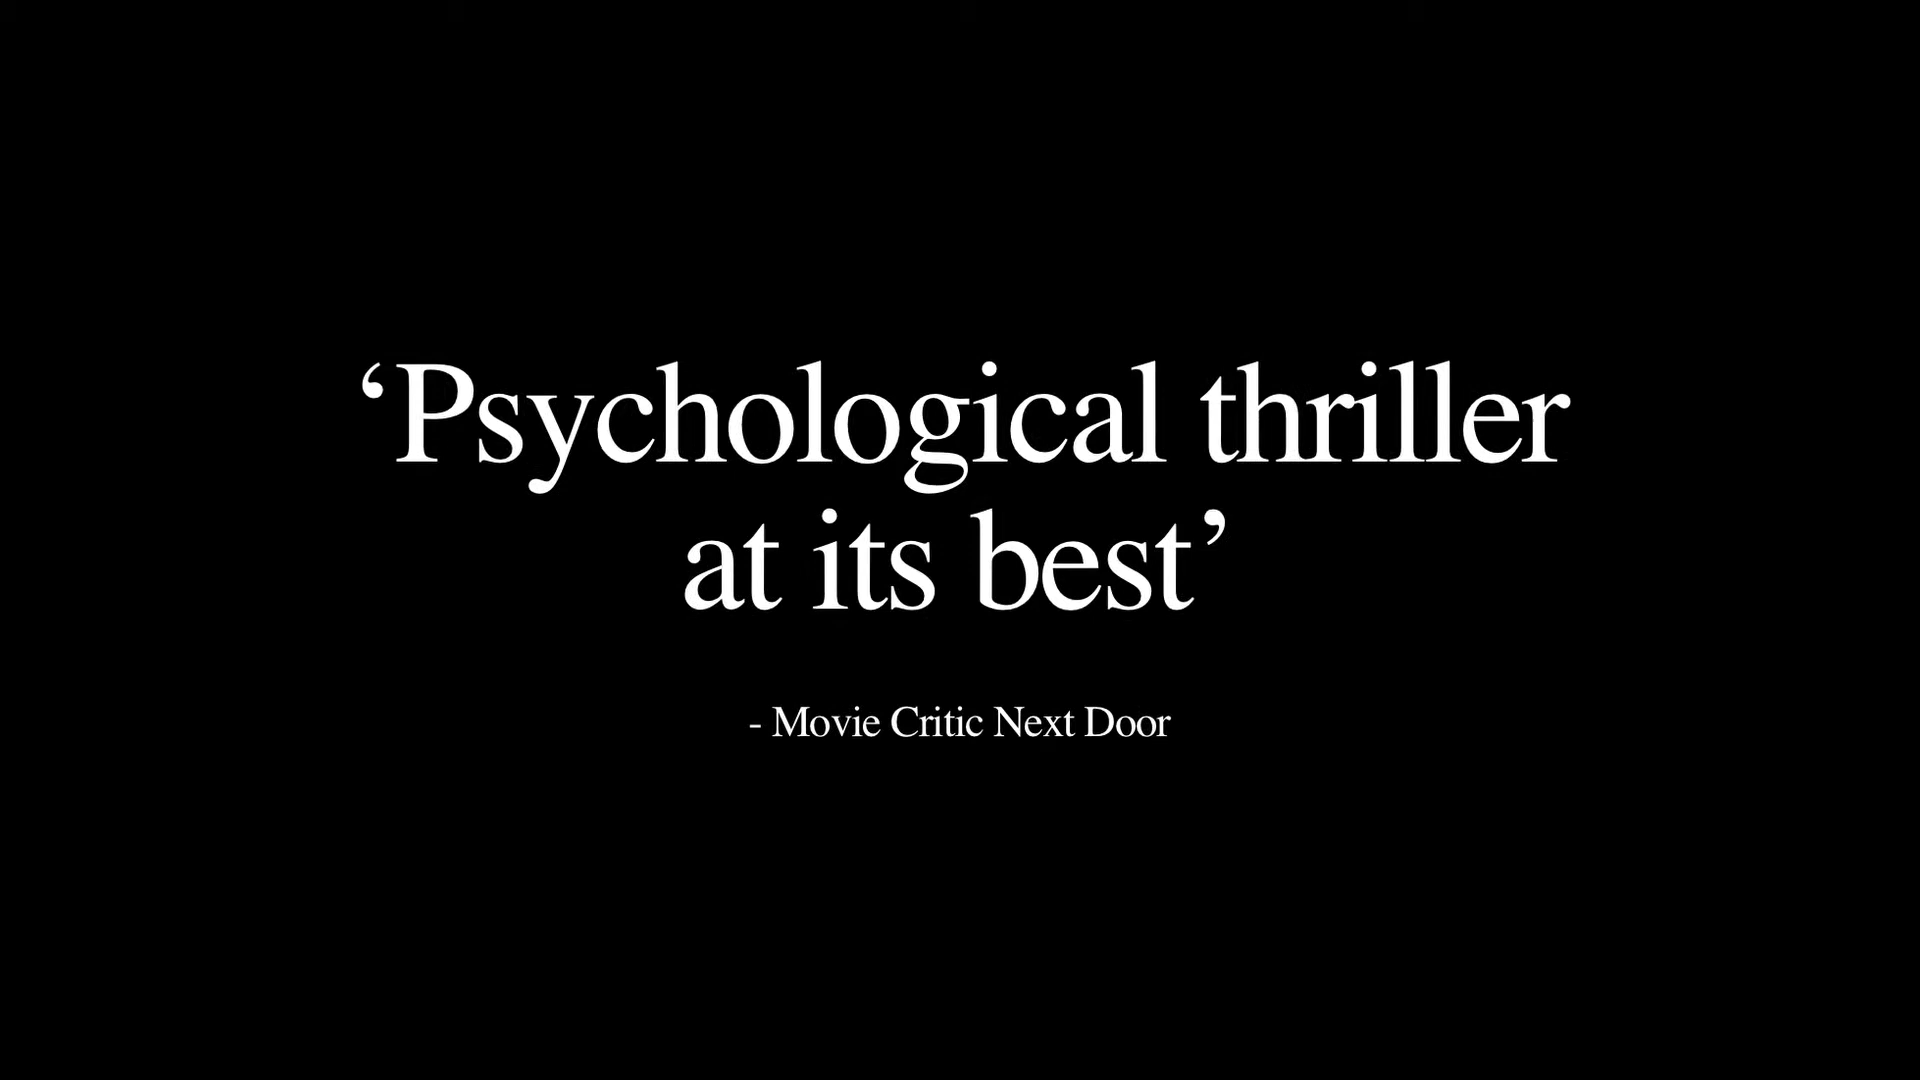 ‘Psychological thriller
at its best’
- Movie Critic Next Door